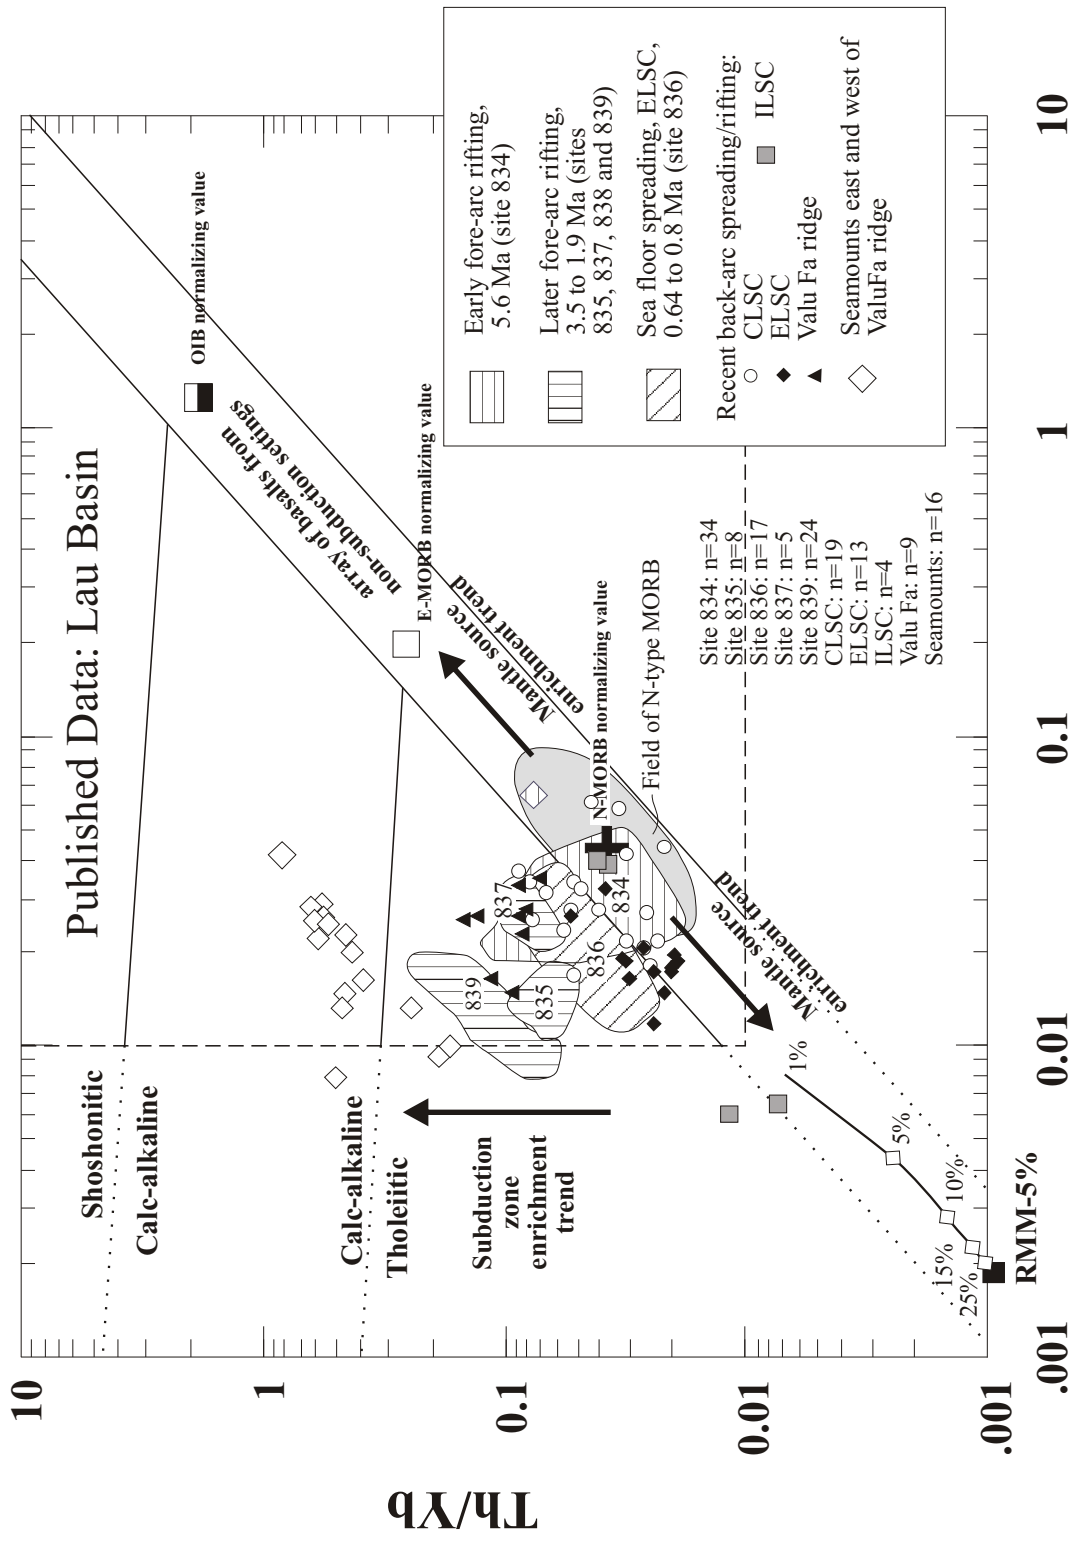 Published Data: Lau Basin
10
1
0.1
0.01
.001
Th/Yb
.001
0.01
0.1
1
10
Shoshonitic
Calc-alkaline
Calc-alkaline
Tholeiitic
Subduction
zone
enrichment
trend
OIB normalizing value
array of basalts from
non-subduction settings
E-MORB normalizing value
Mantle source
enrichment trend
N-MORB normalizing value
Field of N-type MORB
837
839
835
836
834
Mantle source
enrichment trend
1%
5%
10%
15%
25%
RMM-5%
Site 834: n=34
Site 835: n=8
Site 836: n=17
Site 837: n=5
Site 839: n=24
CLSC: n=19
ELSC: n=13
ILSC: n=4
Valu Fa: n=9
Seamounts: n=16
Early fore-arc rifting,
5.6 Ma (site 834)
Later fore-arc rifting,
3.5 to 1.9 Ma (sites
835, 837, 838 and 839)
Sea floor spreading, ELSC,
0.64 to 0.8 Ma (site 836)
Recent back-arc spreading/rifting:
CLSC
ILSC
ELSC
Valu Fa ridge
Seamounts east and west of
ValuFa ridge